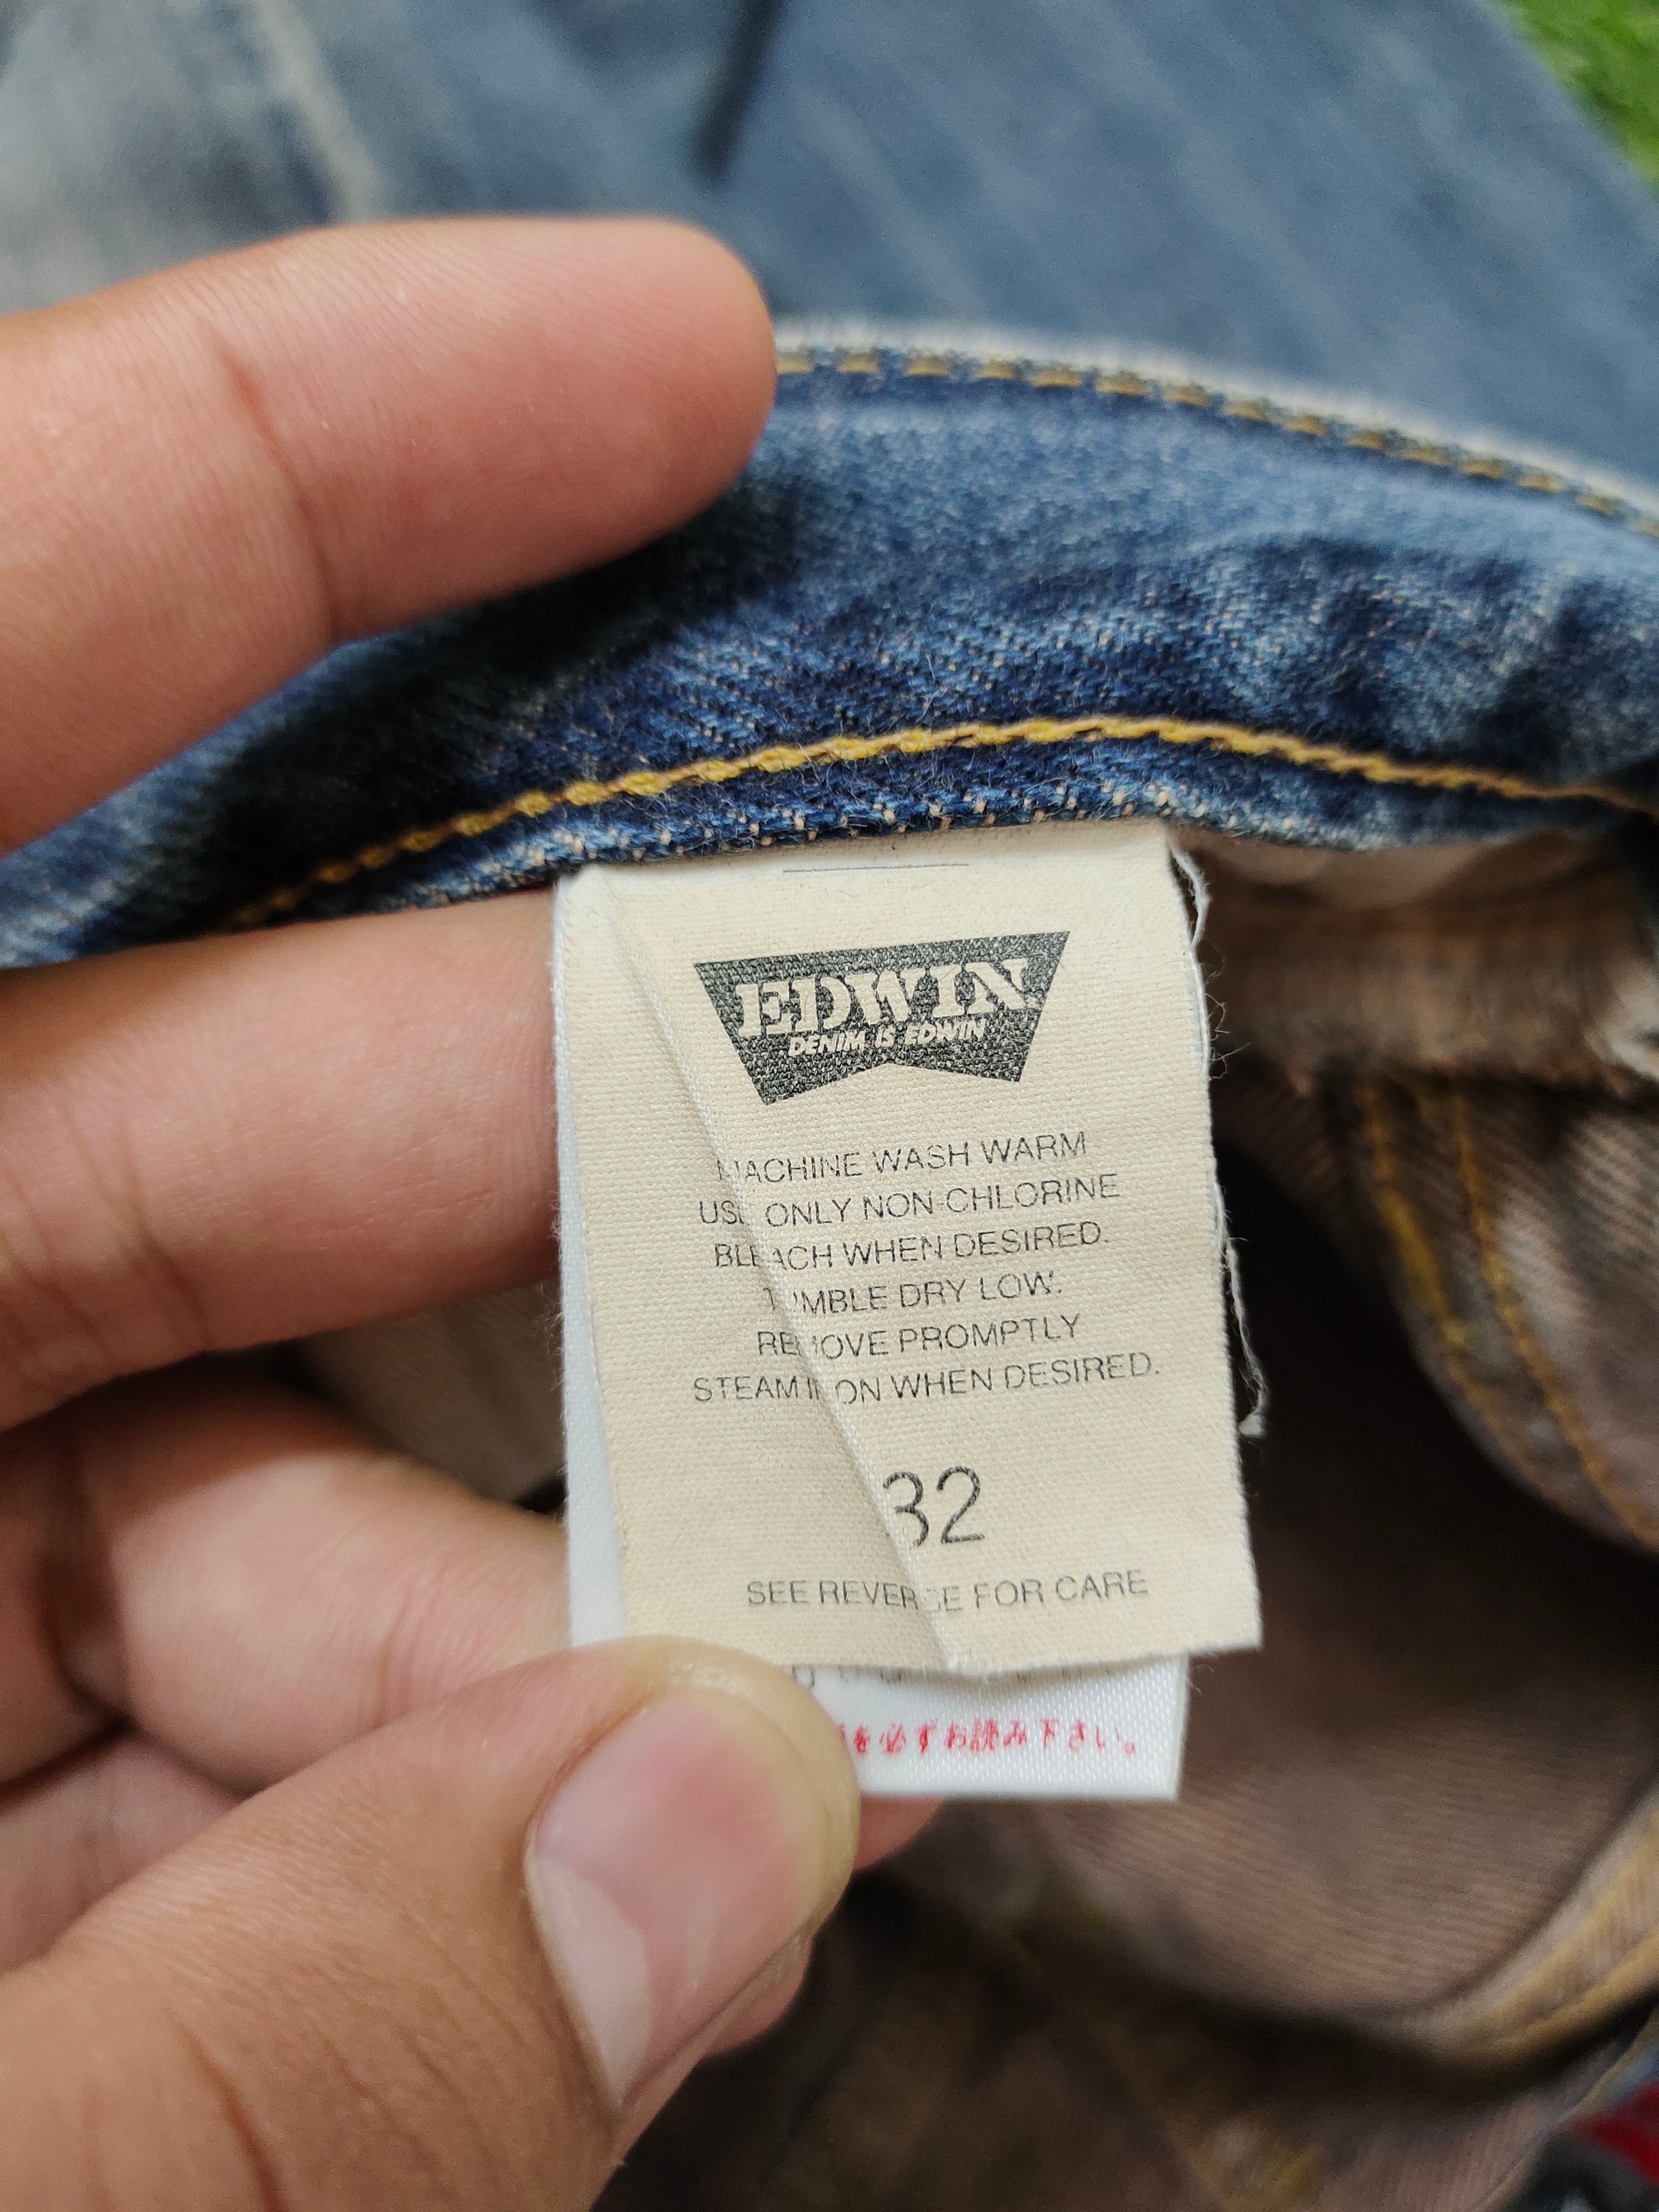 EDWIN
DENIM IS EDWIN
MACHINE WASH WARM
USE ONLY NON-CHLORINE
BLEACH WHEN DESIRED.
TUMBLE DRY LOW.
REMOVE PROMPTLY
STEAM IRON WHEN DESIRED.
32
SEE REVERSE FOR CARE
を必ずお読み下さい。